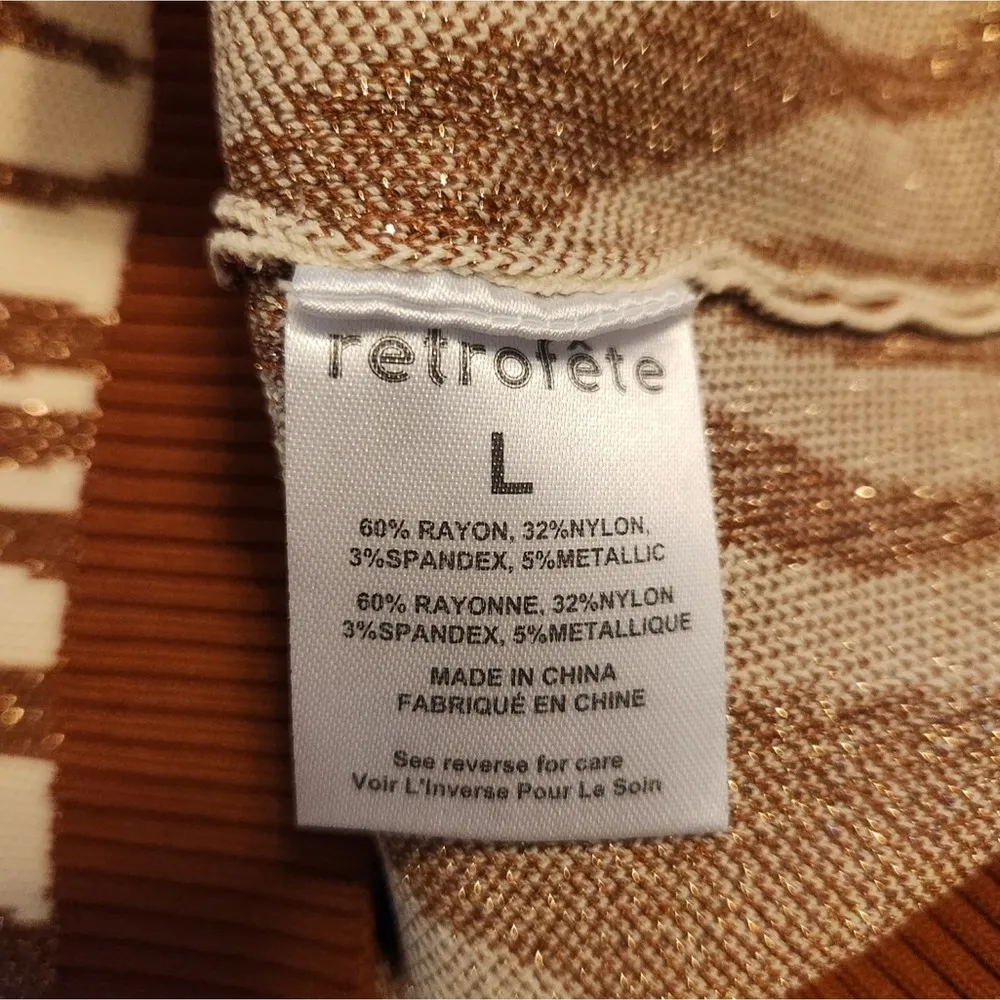 retrofête
L
60% RAYON, 32%NYLON,
3%SPANDEX, 5%METALLIC
60% RAYONNE, 32%NYLON
3%SPANDEX, 5%METALLIQUE
MADE IN CHINA
FABRIQUÉ EN CHINE
See reverse for care
Voir L'Inverse Pour Le Soin